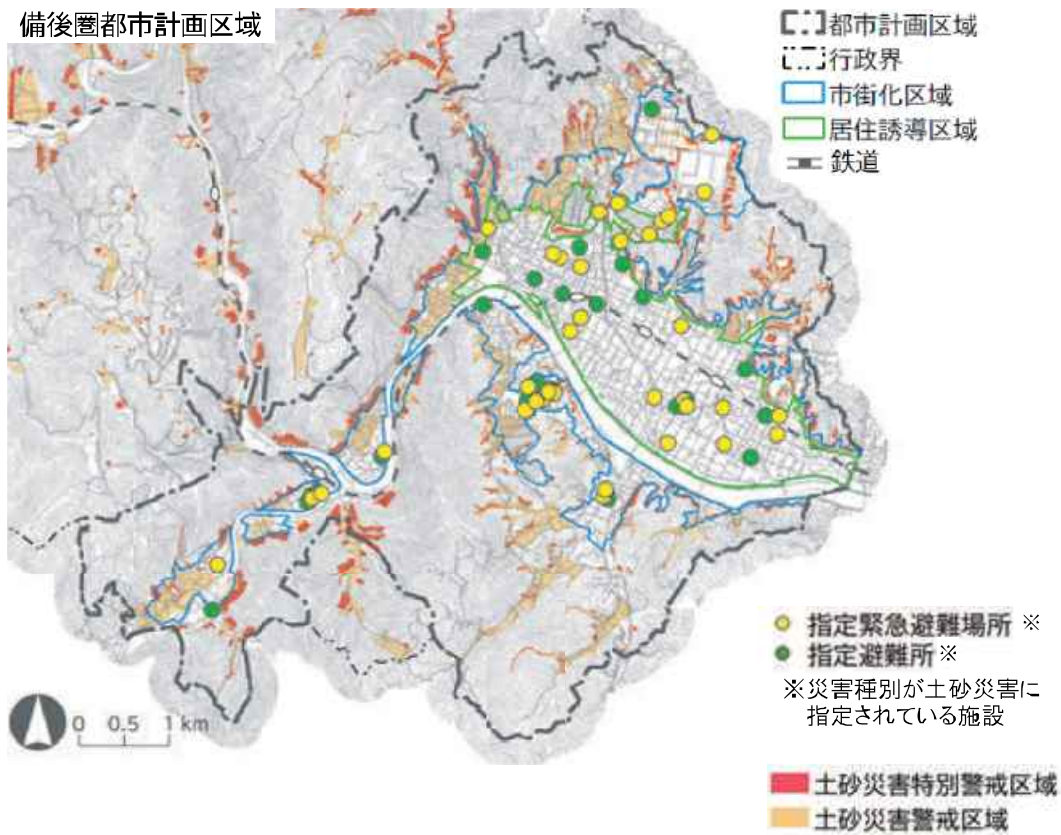 備後圏都市計画区域
都市計画区域
行政界
市街化区域
居住誘導区域
鉄道
指定緊急避難場所 ※
指定避難所 ※
※災害種別が土砂災害に
指定されている施設
0 0.5 1 km
土砂災害特別警戒区域
土砂災害警戒区域